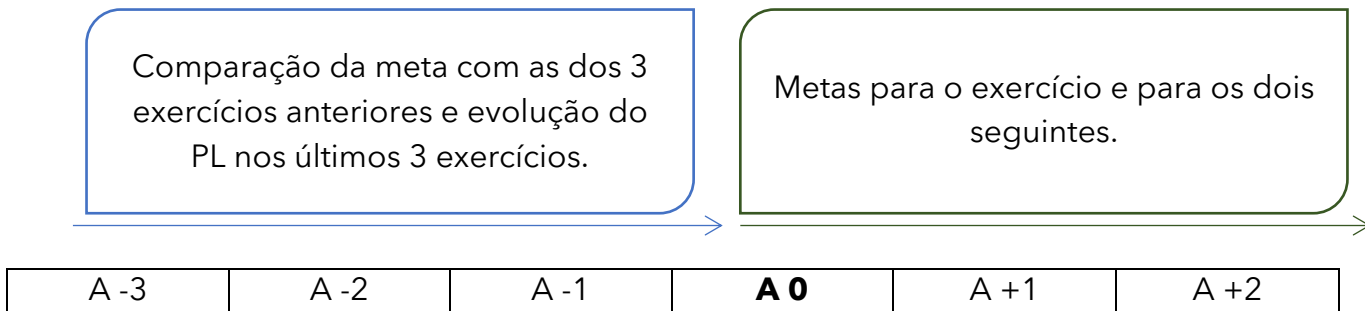 Comparação da meta com as dos 3
exercícios anteriores e evolução do
PL nos últimos 3 exercícios.
Metas para o exercício e para os dois
seguintes.
A -3 A -2 A -1 A 0 A +1 A +2